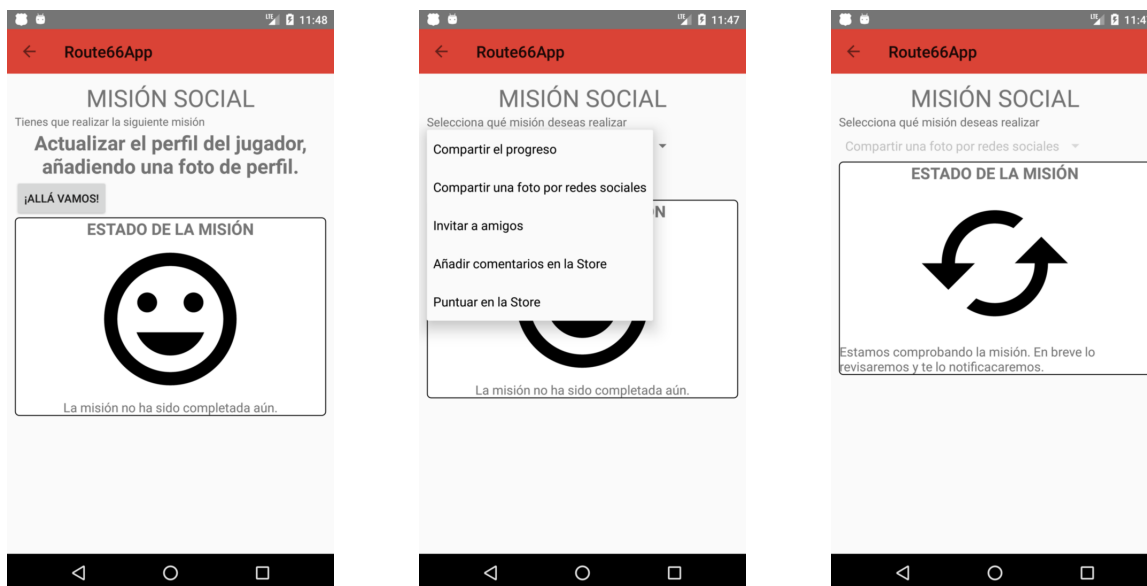 LTE 11:48
Route66App
MISIÓN SOCIAL
Tienes que realizar la siguiente misión
Actualizar el perfil del jugador,
añadiendo una foto de perfil.
¡ALLÁ VAMOS!
ESTADO DE LA MISIÓN
La misión no ha sido completada aún.
LTE 11:47
Route66App
MISIÓN SOCIAL
Selecciona qué misión deseas realizar
Compartir el progreso
Compartir una foto por redes sociales
N
Invitar a amigos
Añadir comentarios en la Store
Puntuar en la Store
La misión no ha sido completada aún.
LTE 11:4
Route66App
MISIÓN SOCIAL
Selecciona qué misión deseas realizar
Compartir una foto por redes sociales
ESTADO DE LA MISIÓN
Estamos comprobando la misión. En breve lo
revisaremos y te lo notificacaremos.